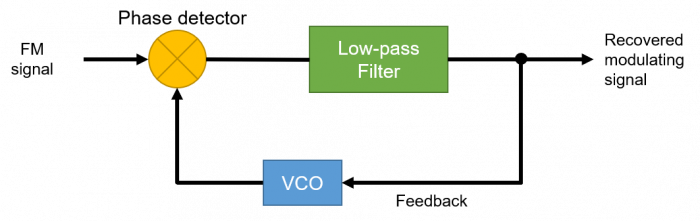 Phase detector
FM
signal
Low-pass
Filter
Recovered
modulating
signal
VCO
Feedback